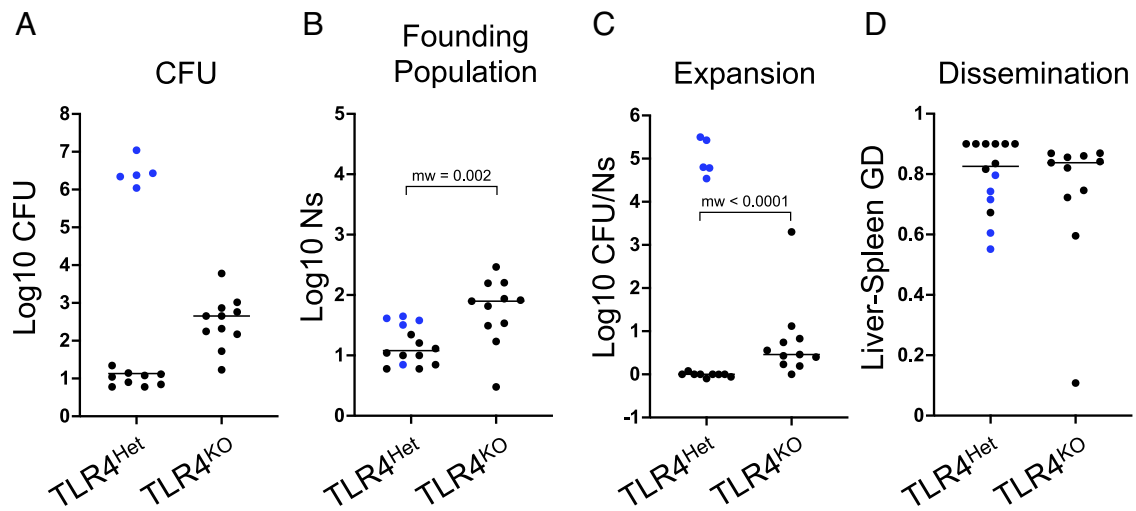 A
CFU
Log10 CFU
8
7
6
5
4
3
2
1
0
TLR4Het
TLR4KO
B
Founding
Population
Log10 Ns
5
4
3
2
1
0
mw = 0.002
TLR4Het
TLR4KO
C
Expansion
Log10 CFU/Ns
6
5
4
3
2
1
0
-1
mw < 0.0001
TLR4Het
TLR4KO
D
Dissemination
Liver-Spleen GD
1
0.8
0.6
0.4
0.2
0
TLR4Het
TLR4KO